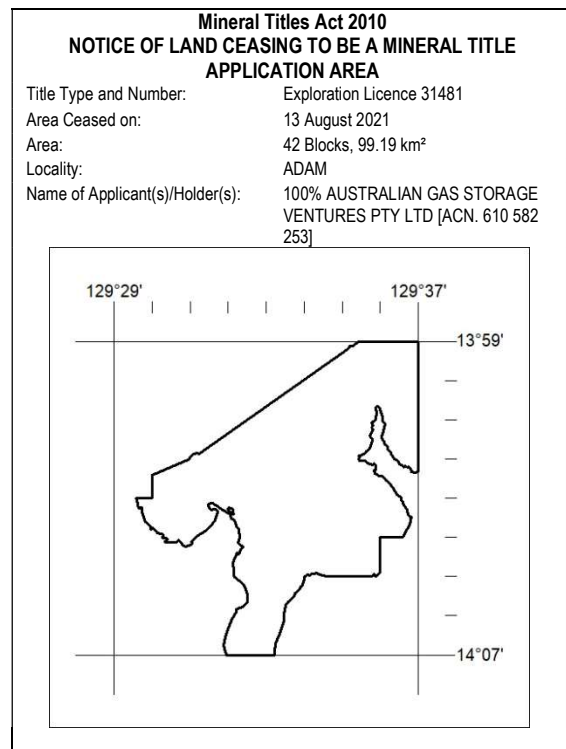 Mineral Titles Act 2010
NOTICE OF LAND CEASING TO BE A MINERAL TITLE
APPLICATION AREA
Title Type and Number: Exploration Licence 31481
Area Ceased on: 13 August 2021
Area: 42 Blocks, 99.19 km²
Locality: ADAM
Name of Applicant(s)/Holder(s): 100% AUSTRALIAN GAS STORAGE
VENTURES PTY LTD [ACN. 610 582
253]
129°29' 129°37'
13°59'
14°07'